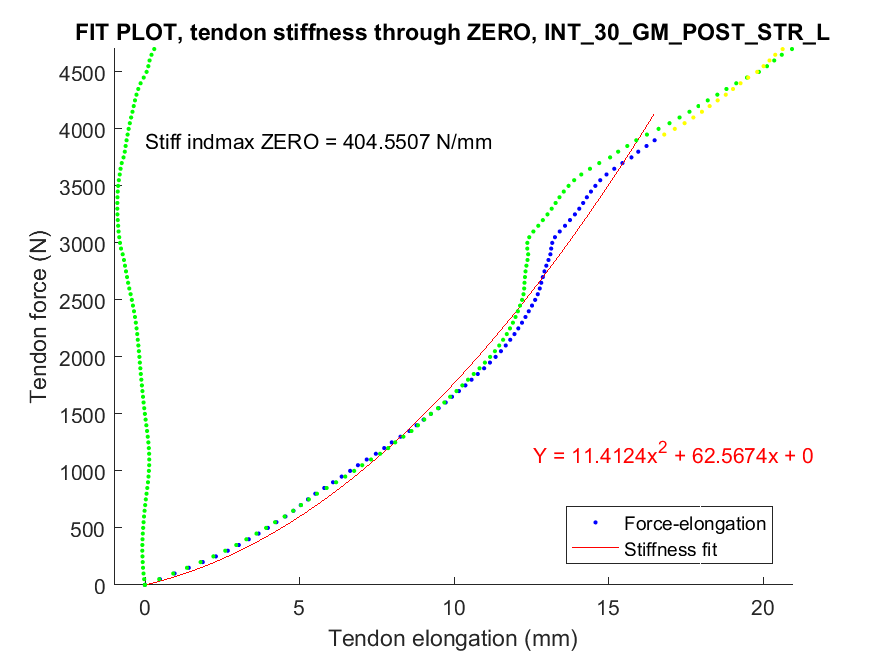 FIT PLOT, tendon stiffness through ZERO, INT_30_GM_POST_STR_L
4500
4000
3500
3000
2500
2000
1500
1000
500
0
Tendon force (N)
Stiff indmax ZERO = 404.5507 N/mm
Y = 11.4124x² + 62.5674x + 0
Force-elongation
Stiffness fit
0 5 10 15 20
Tendon elongation (mm)